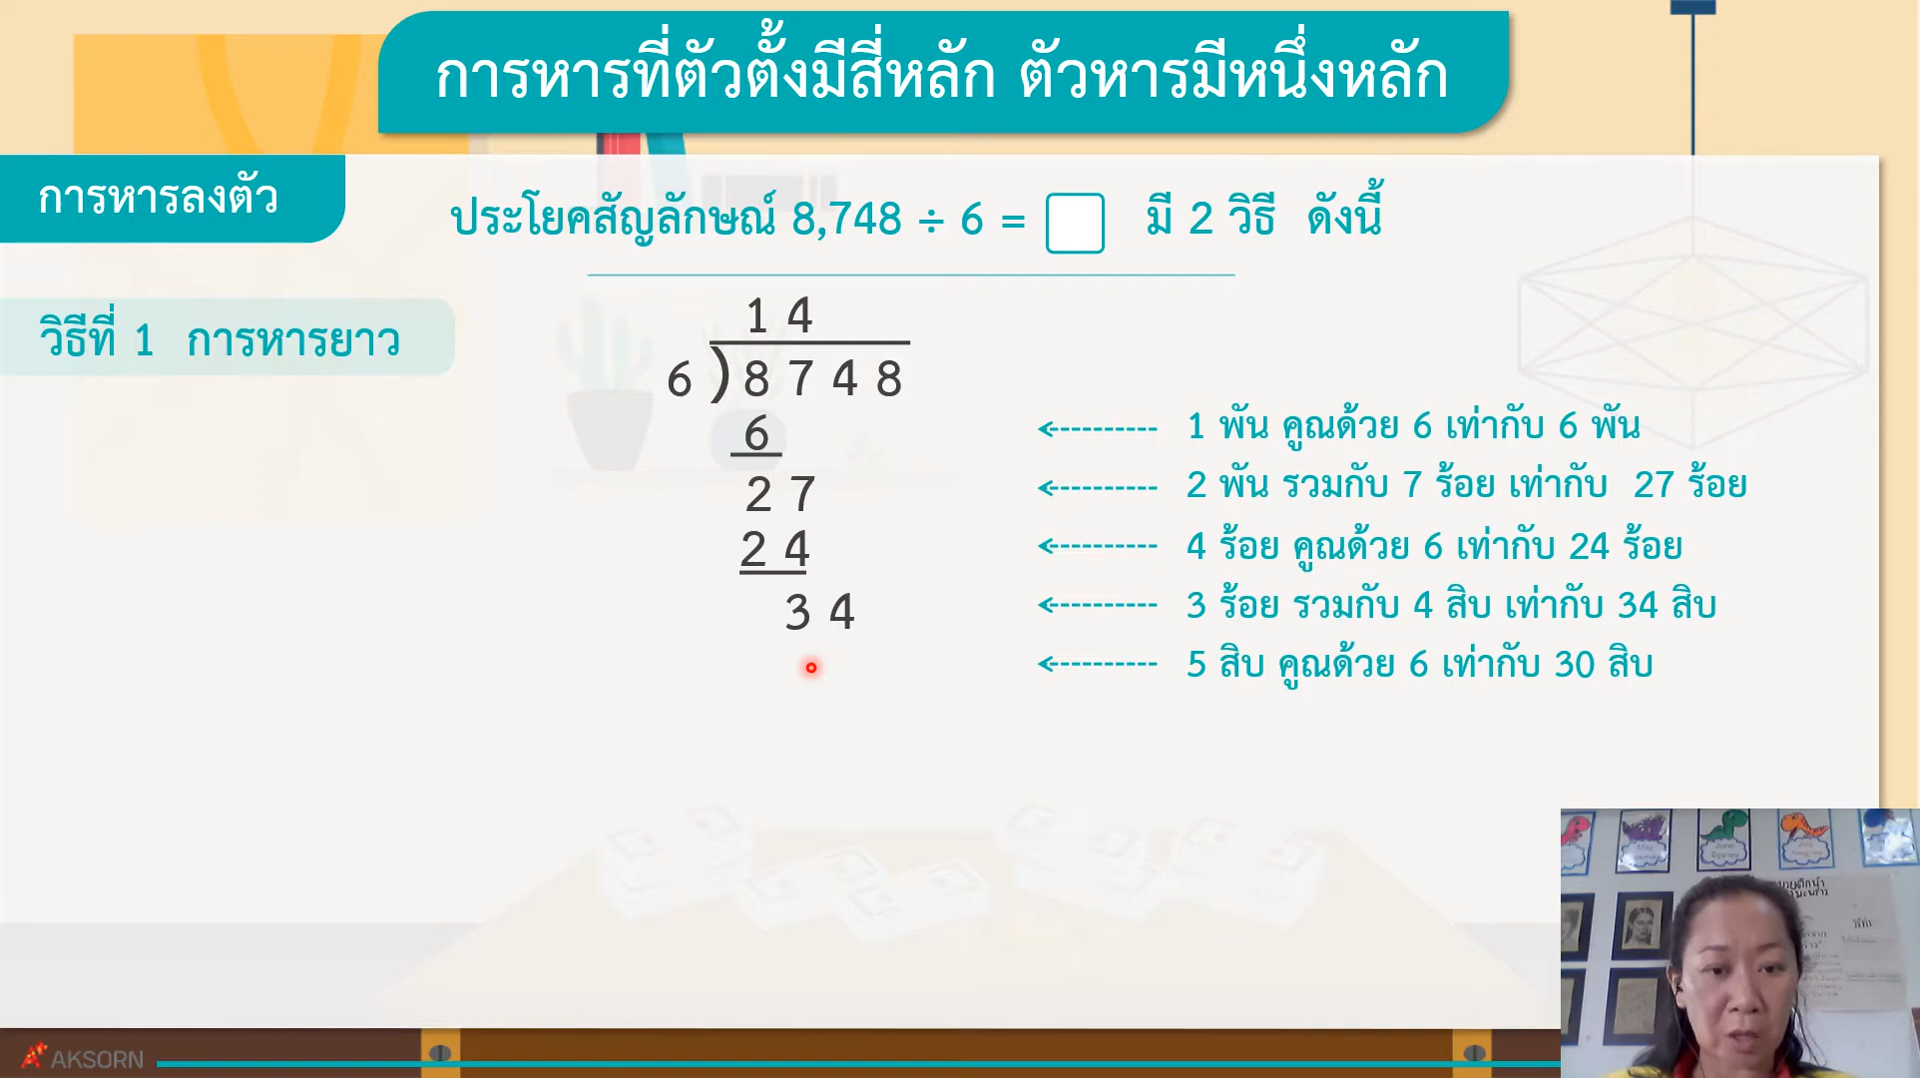 การหารที่ตัวตั้งมีสี่หลัก ตัวหารมีหนึ่งหลัก
การหารลงตัว
ประโยคสัญลักษณ์ 8,748 ÷ 6 = มี 2 วิธี ดังนี้
วิธีที่ 1 การหารยาว
1 4
6 ) 8 7 4 8
6
1 พัน คูณด้วย 6 เท่ากับ 6 พัน
2 7
2 พัน รวมกับ 7 ร้อย เท่ากับ 27 ร้อย
2 4
4 ร้อย คูณด้วย 6 เท่ากับ 24 ร้อย
3 4
3 ร้อย รวมกับ 4 สิบ เท่ากับ 34 สิบ
5 สิบ คูณด้วย 6 เท่ากับ 30 สิบ
AKSORN